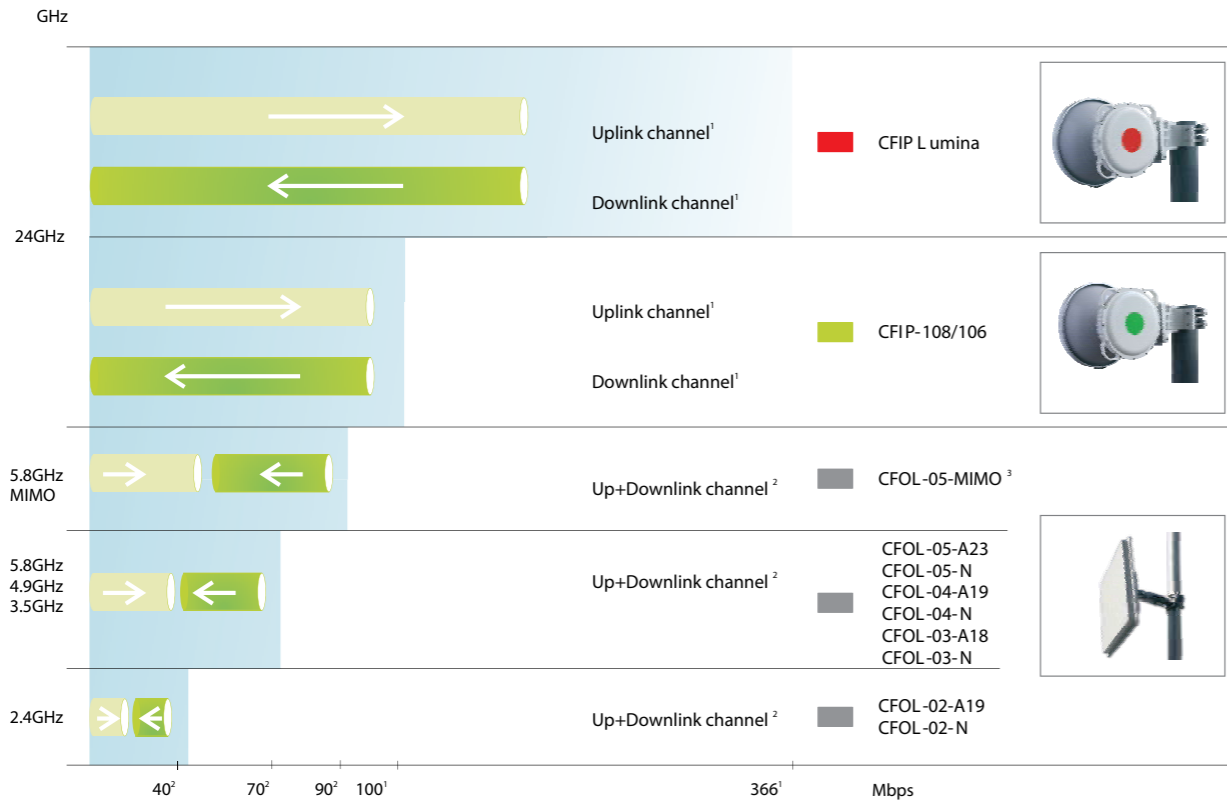 GHz
Uplink channel¹
CFIP L umina
Downlink channel¹
24GHz
Uplink channel¹
CFIP-108/106
Downlink channel¹
5.8GHz
MIMO
Up+Downlink channel ²
CFOL-05-MIMO ³
5.8GHz
4.9GHz
3.5GHz
Up+Downlink channel ²
CFOL-05-A23
CFOL-05-N
CFOL-04-A19
CFOL-04-N
CFOL-03-A18
CFOL-03-N
2.4GHz
Up+Downlink channel ²
CFOL-02-A19
CFOL-02-N
40² 70² 90² 100¹ 366¹ Mbps